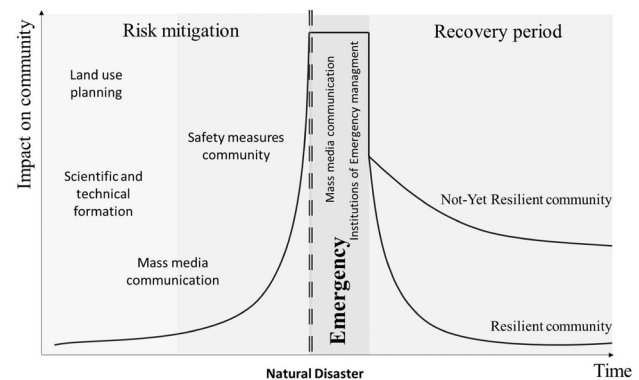 Risk mitigation
Recovery period
Impact on community
Land use
planning
Scientific and
technical
formation
Safety measures
community
Mass media
communication
Mass media communication
Institutions of Emergency managment
Emergency
Not-Yet Resilient community
Resilient community
Natural Disaster
Time